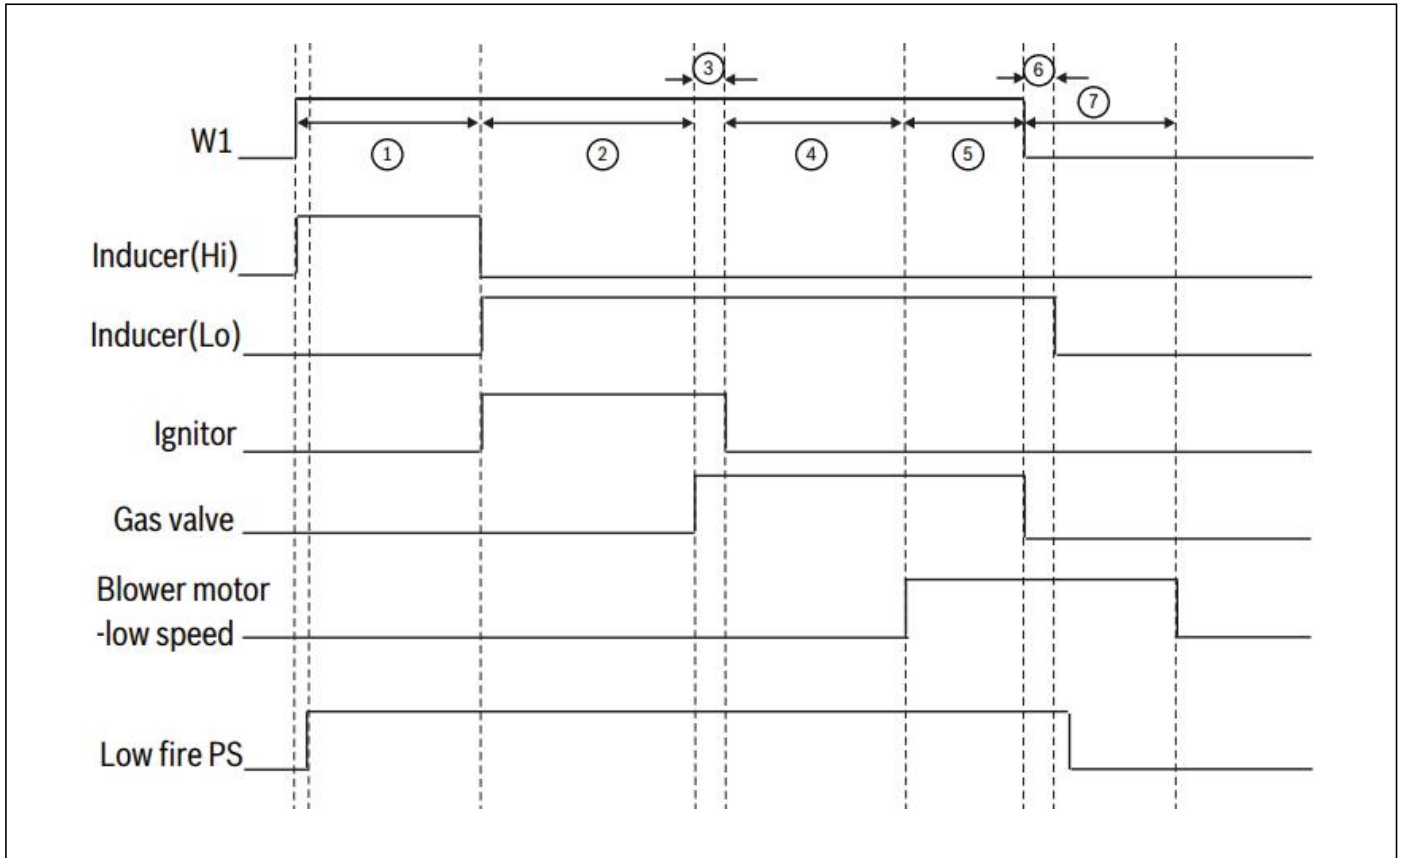 ③
⑥
⑦
W1
①
②
④
⑤
Inducer(Hi)
Inducer(Lo)
Ignitor
Gas valve
Blower motor
-low speed
Low fire PS